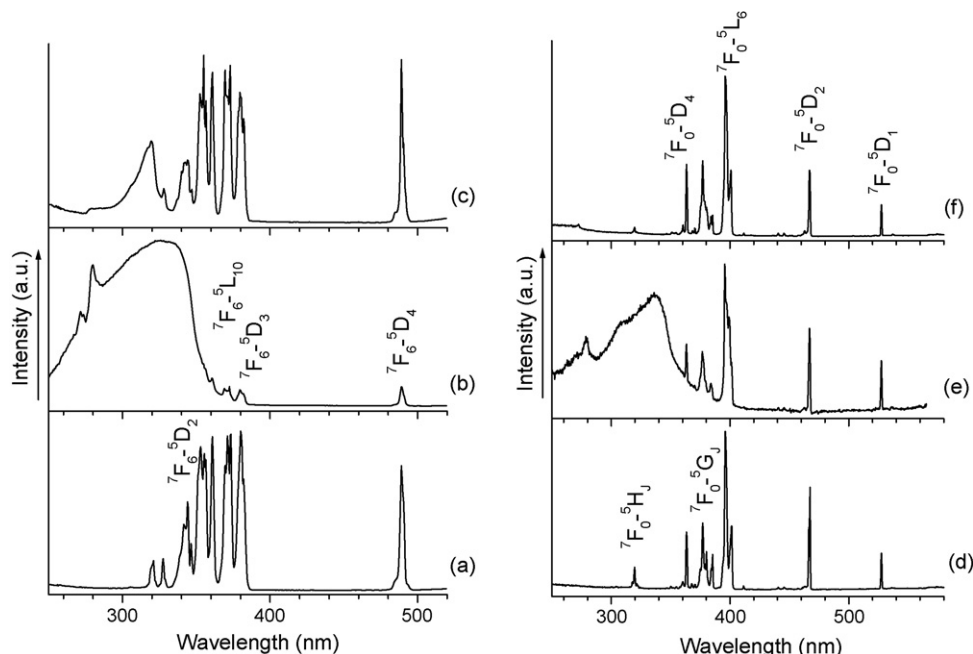 (c)
Intensity (a.u.)
⁷F₆-⁵L₁₀
⁷F₆-⁵D₃
⁷F₆-⁵D₄
(b)
⁷F₆-⁵D₂
(a)
300 400 500
Wavelength (nm)
⁷F₀-⁵D₄
⁷F₀-⁵L₆
⁷F₀-⁵D₂
⁷F₀-⁵D₁
(f)
Intensity (a.u.)
(e)
⁷F₀-⁵H_J
⁷F₀-⁵G_J
(d)
300 400 500
Wavelength (nm)